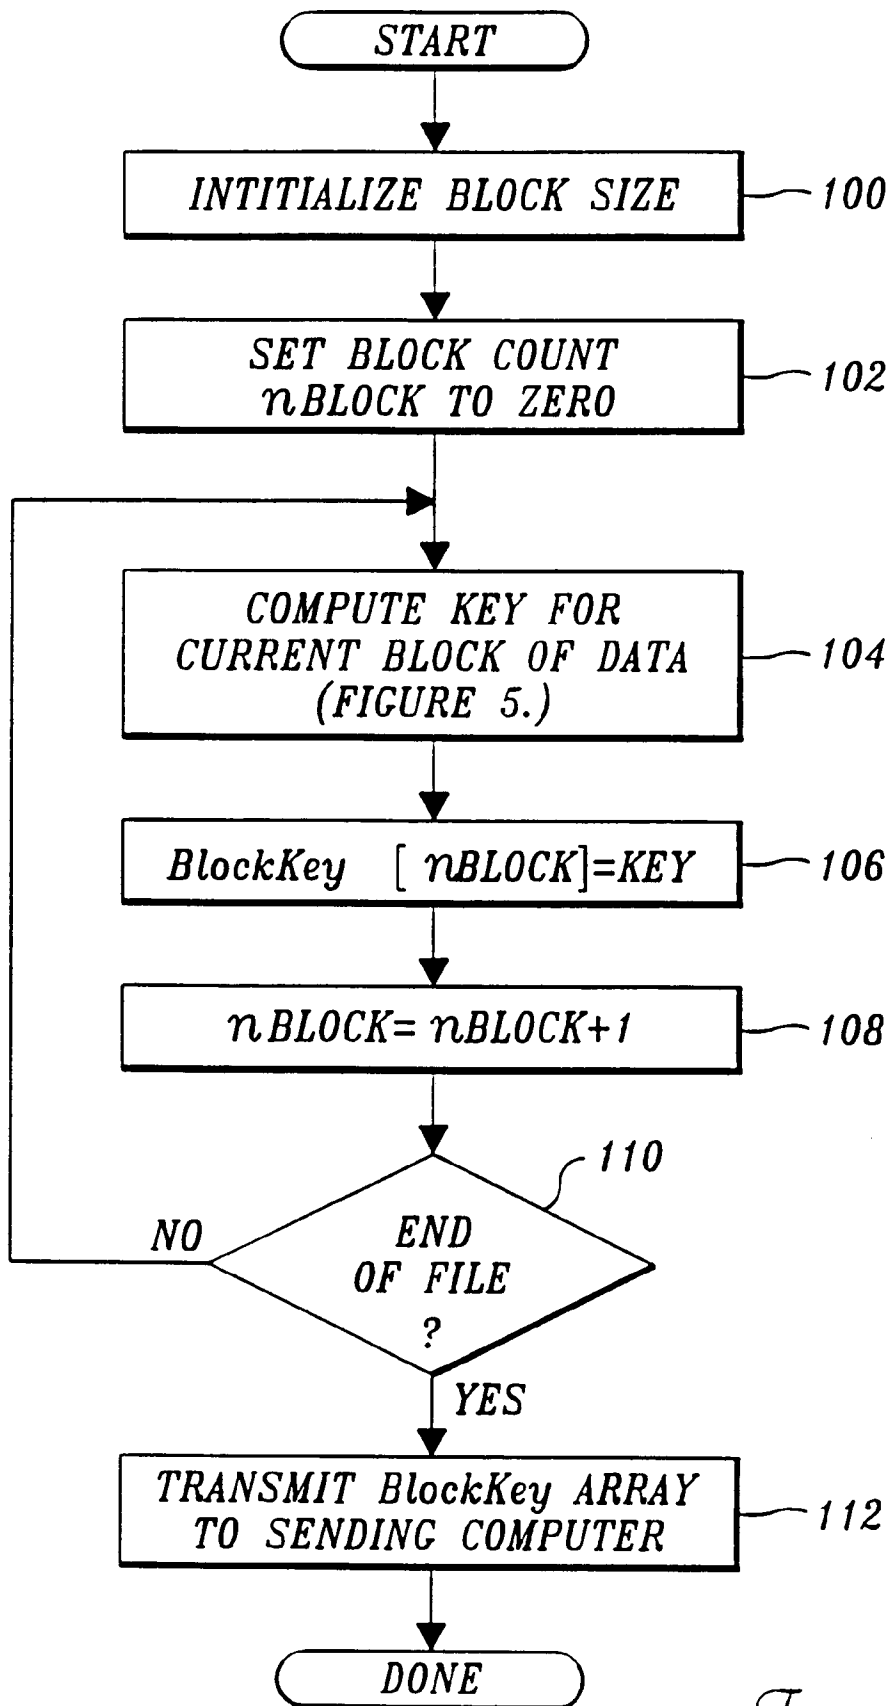 START
INTITIALIZE BLOCK SIZE
100
SET BLOCK COUNT
nBLOCK TO ZERO
102
COMPUTE KEY FOR
CURRENT BLOCK OF DATA
(FIGURE 5.)
104
BlockKey [ nBLOCK]=KEY
106
nBLOCK= nBLOCK+1
108
110
NO
END
OF FILE
?
YES
TRANSMIT BlockKey ARRAY
TO SENDING COMPUTER
112
DONE